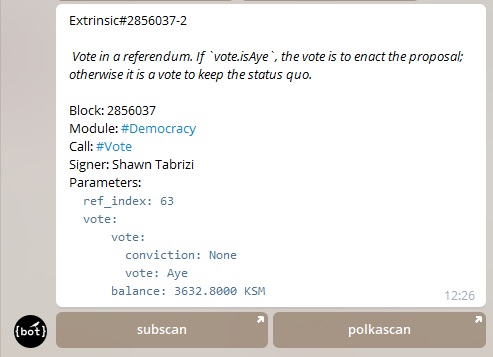 Extrinsic#2856037-2
Vote in a referendum. If `vote.isAye`, the vote is to enact the proposal;
otherwise it is a vote to keep the status quo.
Block: 2856037
Module: #Democracy
Call: #Vote
Signer: Shawn Tabrizi
Parameters:
ref_index: 63
vote:
vote:
conviction: None
vote: Aye
balance: 3632.8000 KSM
12:26
{bot}
subscan
polkascan